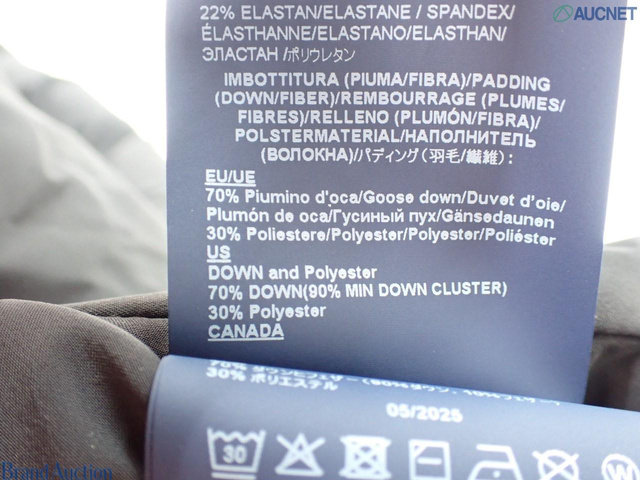 22% ELASTAN/ELASTANE / SPANDEX/
ÉLASTHANNE/ELASTANO/ELASTHAN/
ЭЛАСТАН /ポリウレタン
IMBOTTITURA (PIUMA/FIBRA)/PADDING
(DOWN/FIBER)/REMBOURRAGE (PLUMES/
FIBRES)/RELLENO (PLUMÓN/FIBRA)/
POLSTERMATERIAL/НАПОЛНИТЕЛЬ
(ВОЛОКНА)/パディング (羽毛/繊維) :
EU/UE
70% Piumino d'oca/Goose down/Duvet d'oie/
Plumón de oca/Гусиный пух/Gänsedaunen
30% Poliestere/Polyester/Polyester/Poliéster
US
DOWN and Polyester
70% DOWN(90% MIN DOWN CLUSTER)
30% Polyester
CANADA
30% ポリエステル
05/2025
30
W
AUCNET
Brand Auction